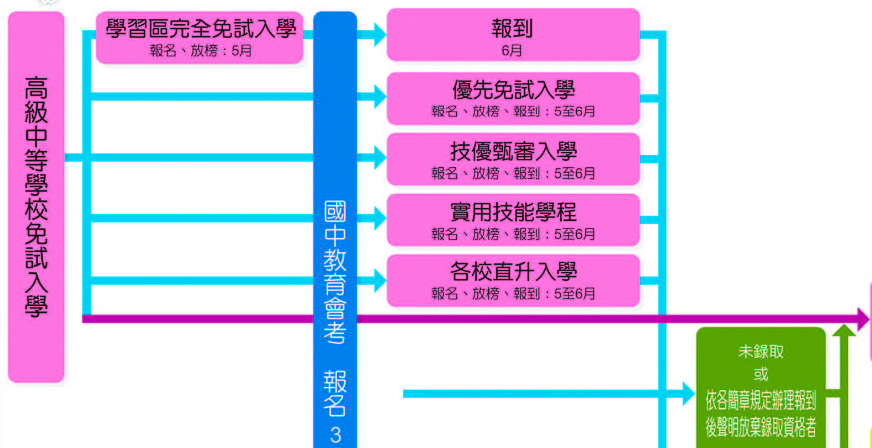 高級中等學校免試入學
學習區完全免試入學
報名、放榜：5月
國中教育會考 報名 3
報到
6月
優先免試入學
報名、放榜、報到：5至6月
技優甄審入學
報名、放榜、報到：5至6月
實用技能學程
報名、放榜、報到：5至6月
各校直升入學
報名、放榜、報到：5至6月
未錄取
或
依各簡章規定辦理報到
後聲明放棄錄取資格者